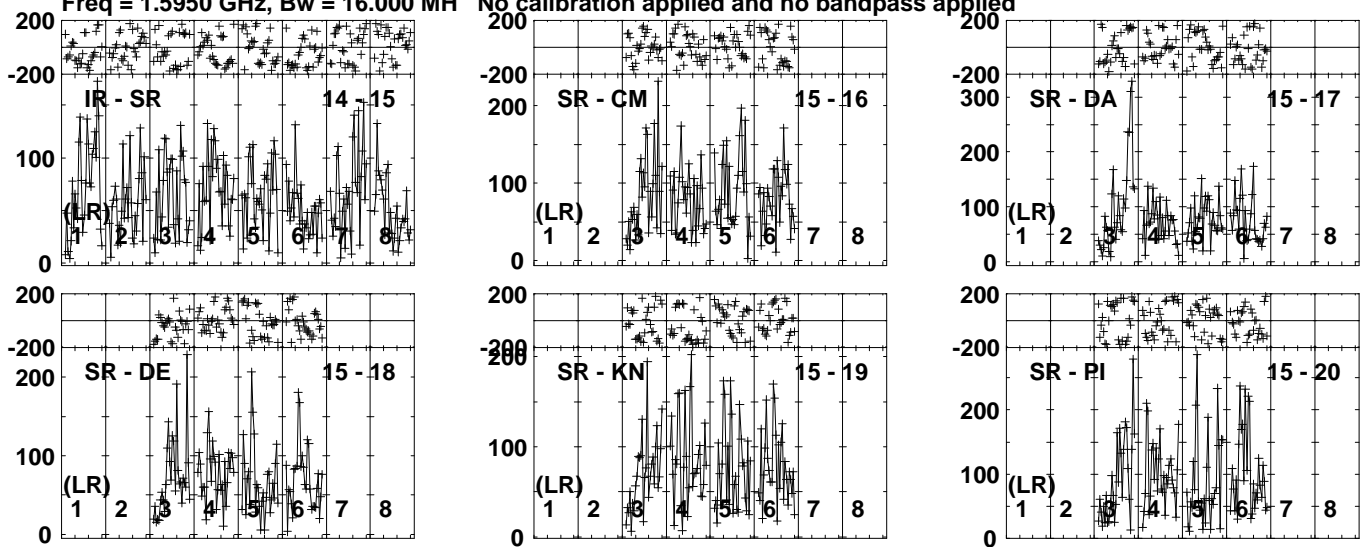 Freq = 1.5950 GHz, Bw = 16.000 MH No calibration applied and no bandpass applied
200
-200
IR - SR 14 - 15
100
(LR)
1 2 3 4 5 6 7 8
0
SR - CM 15 - 16
200
100
(LR)
1 2 3 4 5 6 7 8
0
200
-200
SR - DA 15 - 17
300
200
100
(LR)
1 2 3 4 5 6 7 8
0
200
-200
SR - DE 15 - 18
200
100
(LR)
1 2 3 4 5 6 7 8
0
200
-200
SR - KN 15 - 19
100
(LR)
1 2 3 4 5 6 7 8
0
200
-200
SR - PI 15 - 20
200
100
(LR)
1 2 3 4 5 6 7 8
0